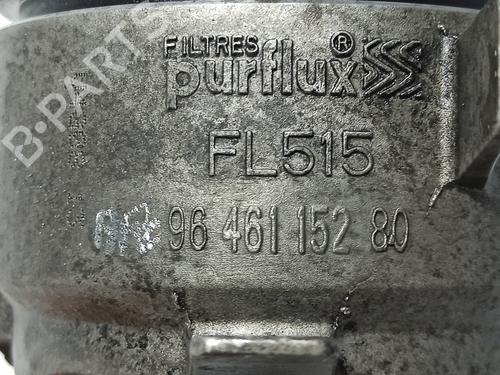 FILTRES
purflux®
FL515
96 461 152 80
B-PARTS